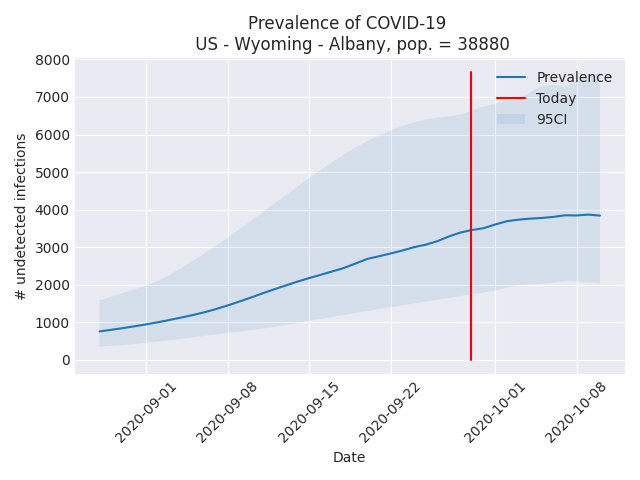 Prevalence of COVID-19
US - Wyoming - Albany, pop. = 38880
8000
7000
6000
5000
4000
3000
2000
1000
0
# undetected infections
Prevalence
Today
95CI
2020-09-01
2020-09-08
2020-09-15
2020-09-22
2020-10-01
2020-10-08
Date